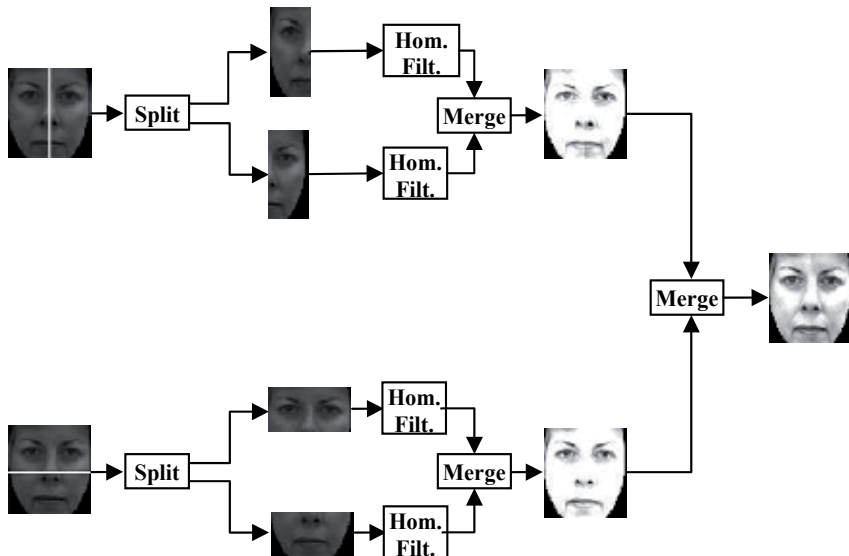 Hom.
Filt.
Split
Merge
Hom.
Filt.
Merge
Hom.
Filt.
Split
Merge
Hom.
Filt.